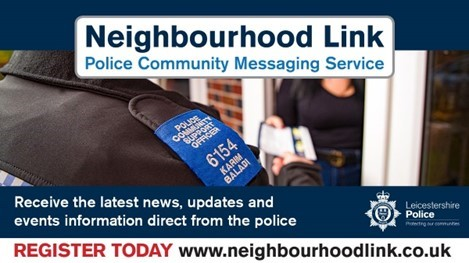 Neighbourhood Link
Police Community Messaging Service
POLICE
COMMUNITY
SUPPORT
OFFICER
6154
KARIM
BALADI
Receive the latest news, updates and
events information direct from the police
Leicestershire
Police
Protecting our communities
REGISTER TODAY www.neighbourhoodlink.co.uk